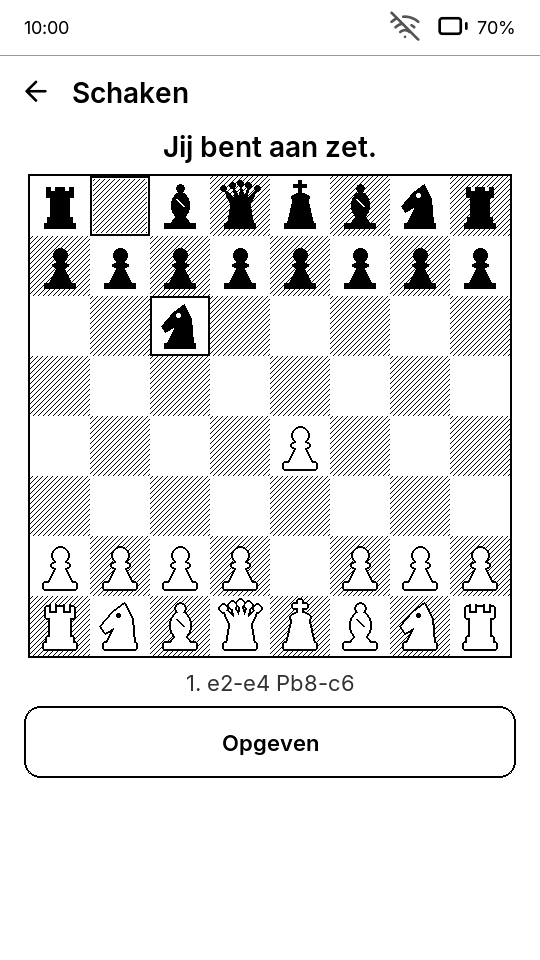 10:00
70%
Schaken
Jij bent aan zet.
1. e2-e4 Pb8-c6
Opgeven